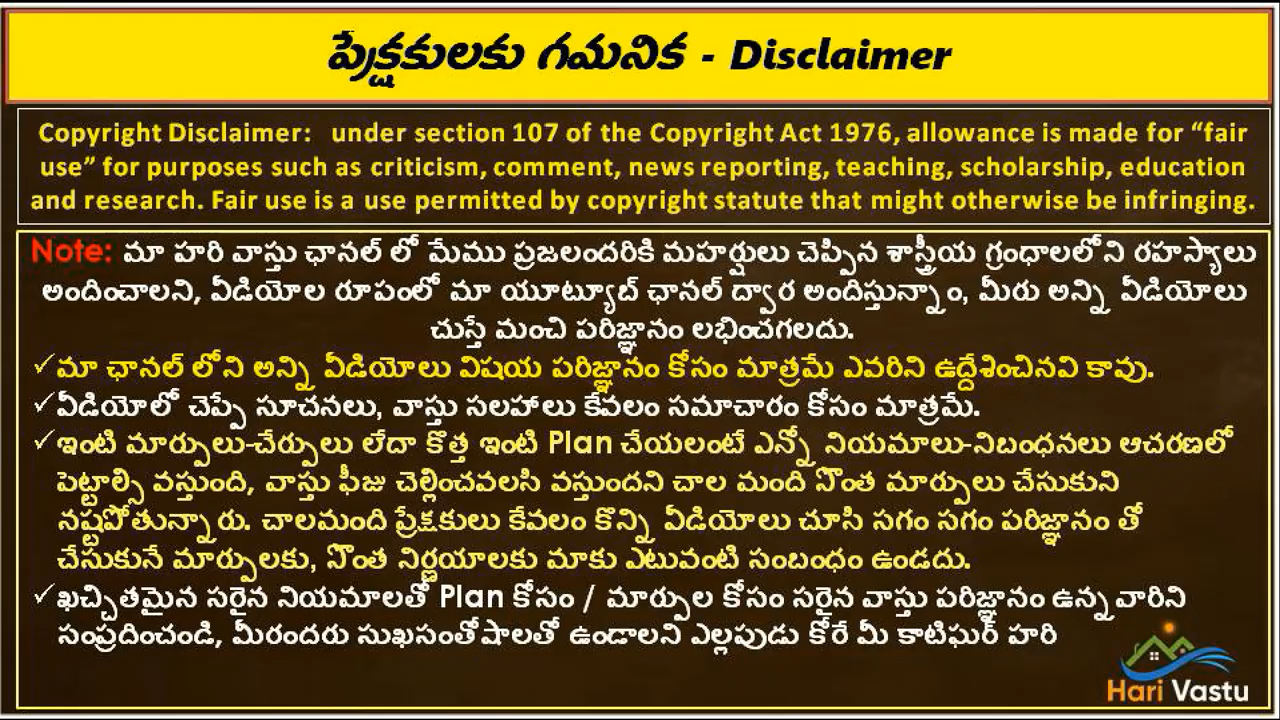 ప్రేక్షకులకు గమనిక - Disclaimer
Copyright Disclaimer: under section 107 of the Copyright Act 1976, allowance is made for “fair
use” for purposes such as criticism, comment, news reporting, teaching, scholarship, education
and research. Fair use is a use permitted by copyright statute that might otherwise be infringing.
Note: మా హరి వాస్తు ఛానల్ లో మేము ప్రజలందరికి మహర్షులు చెప్పిన శాస్త్రీయ గ్రంధాలలోని రహస్యాలు
అందించాలని, వీడియోల రూపంలో మా యూట్యూబ్ ఛానల్ ద్వార అందిస్తున్నాం, మీరు అన్ని వీడియోలు
చుస్తే మంచి పరిజ్ఞానం లభించగలదు.
✓మా ఛానల్ లోని అన్ని వీడియోలు విషయ పరిజ్ఞానం కోసం మాత్రమే ఎవరిని ఉద్దేశించినవి కావు.
✓వీడియోలో చెప్పే సూచనలు, వాస్తు సలహాలు కేవలం సమాచారం కోసం మాత్రమే.
✓ఇంటి మార్పులు-చేర్పులు లేదా కొత్త ఇంటి Plan చేయలంటే ఎన్నో నియమాలు-నిబంధనలు ఆచరణలో
పెట్టాల్సి వస్తుంది, వాస్తు ఫీజు చెల్లించవలసి వస్తుందని చాల మంది సొంత మార్పులు చేసుకుని
నష్టపోతున్నారు. చాలమంది ప్రేక్షకులు కేవలం కొన్ని వీడియోలు చూసి సగం సగం పరిజ్ఞానం తో
చేసుకునే మార్పులకు, సొంత నిర్ణయాలకు మాకు ఎటువంటి సంబంధం ఉండదు.
✓ఖచ్చితమైన సరైన నియమాలతో Plan కోసం / మార్పుల కోసం సరైన వాస్తు పరిజ్ఞానం ఉన్నవారిని
సంప్రదించండి, మీరందరు సుఖసంతోషాలతో ఉండాలని ఎల్లపుడు కోరే మీ కాటిఘర్ హరి
Hari Vastu